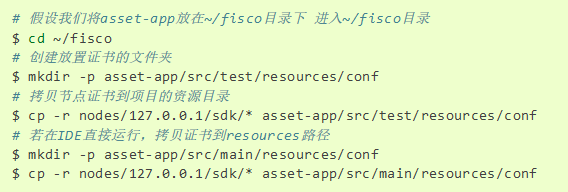 # 假设我们将asset-app放在~/fisco目录下 进入~/fisco目录
$ cd ~/fisco
# 创建放置证书的文件夹
$ mkdir -p asset-app/src/test/resources/conf
# 拷贝节点证书到项目的资源目录
$ cp -r nodes/127.0.0.1/sdk/* asset-app/src/test/resources/conf
# 若在IDE直接运行，拷贝证书到resources路径
$ mkdir -p asset-app/src/main/resources/conf
$ cp -r nodes/127.0.0.1/sdk/* asset-app/src/main/resources/conf